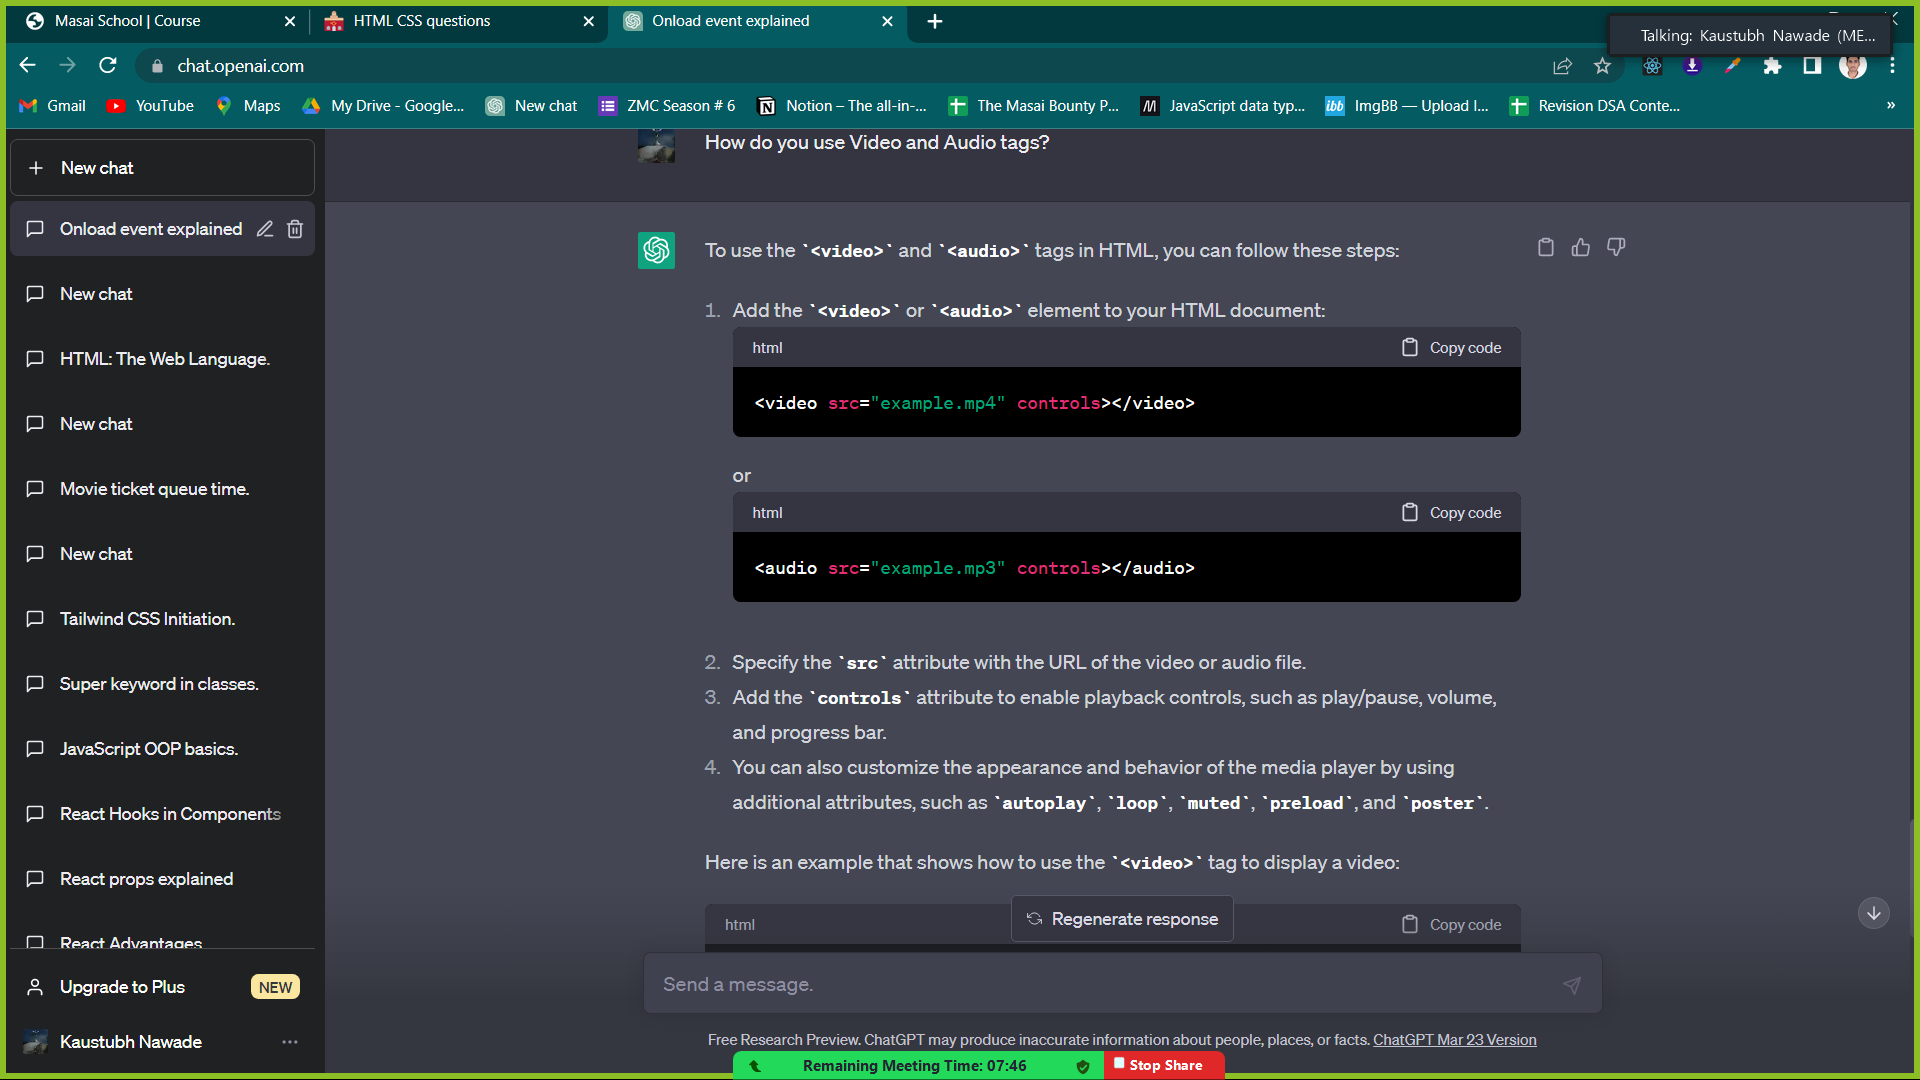 Masai School | Course
HTML CSS questions
Onload event explained
Talking: Kaustubh Nawade (ME...
chat.openai.com
Gmail
YouTube
Maps
My Drive - Google...
New chat
ZMC Season # 6
Notion – The all-in-...
The Masai Bounty P...
JavaScript data typ...
ImgBB — Upload I...
Revision DSA Conte...
»
New chat
Onload event explained
New chat
HTML: The Web Language.
New chat
Movie ticket queue time.
New chat
Tailwind CSS Initiation.
Super keyword in classes.
JavaScript OOP basics.
React Hooks in Components
React props explained
React Advantages
Upgrade to Plus
NEW
Kaustubh Nawade
How do you use Video and Audio tags?
To use the `<video>` and `<audio>` tags in HTML, you can follow these steps:
1. Add the `<video>` or `<audio>` element to your HTML document:
html
Copy code
<video src="example.mp4" controls></video>
or
html
Copy code
<audio src="example.mp3" controls></audio>
2. Specify the `src` attribute with the URL of the video or audio file.
3. Add the `controls` attribute to enable playback controls, such as play/pause, volume,
and progress bar.
4. You can also customize the appearance and behavior of the media player by using
additional attributes, such as `autoplay`, `loop`, `muted`, `preload`, and `poster`.
Here is an example that shows how to use the `<video>` tag to display a video:
html
Copy code
Regenerate response
Send a message.
Free Research Preview. ChatGPT may produce inaccurate information about people, places, or facts. ChatGPT Mar 23 Version
Remaining Meeting Time: 07:46
Stop Share